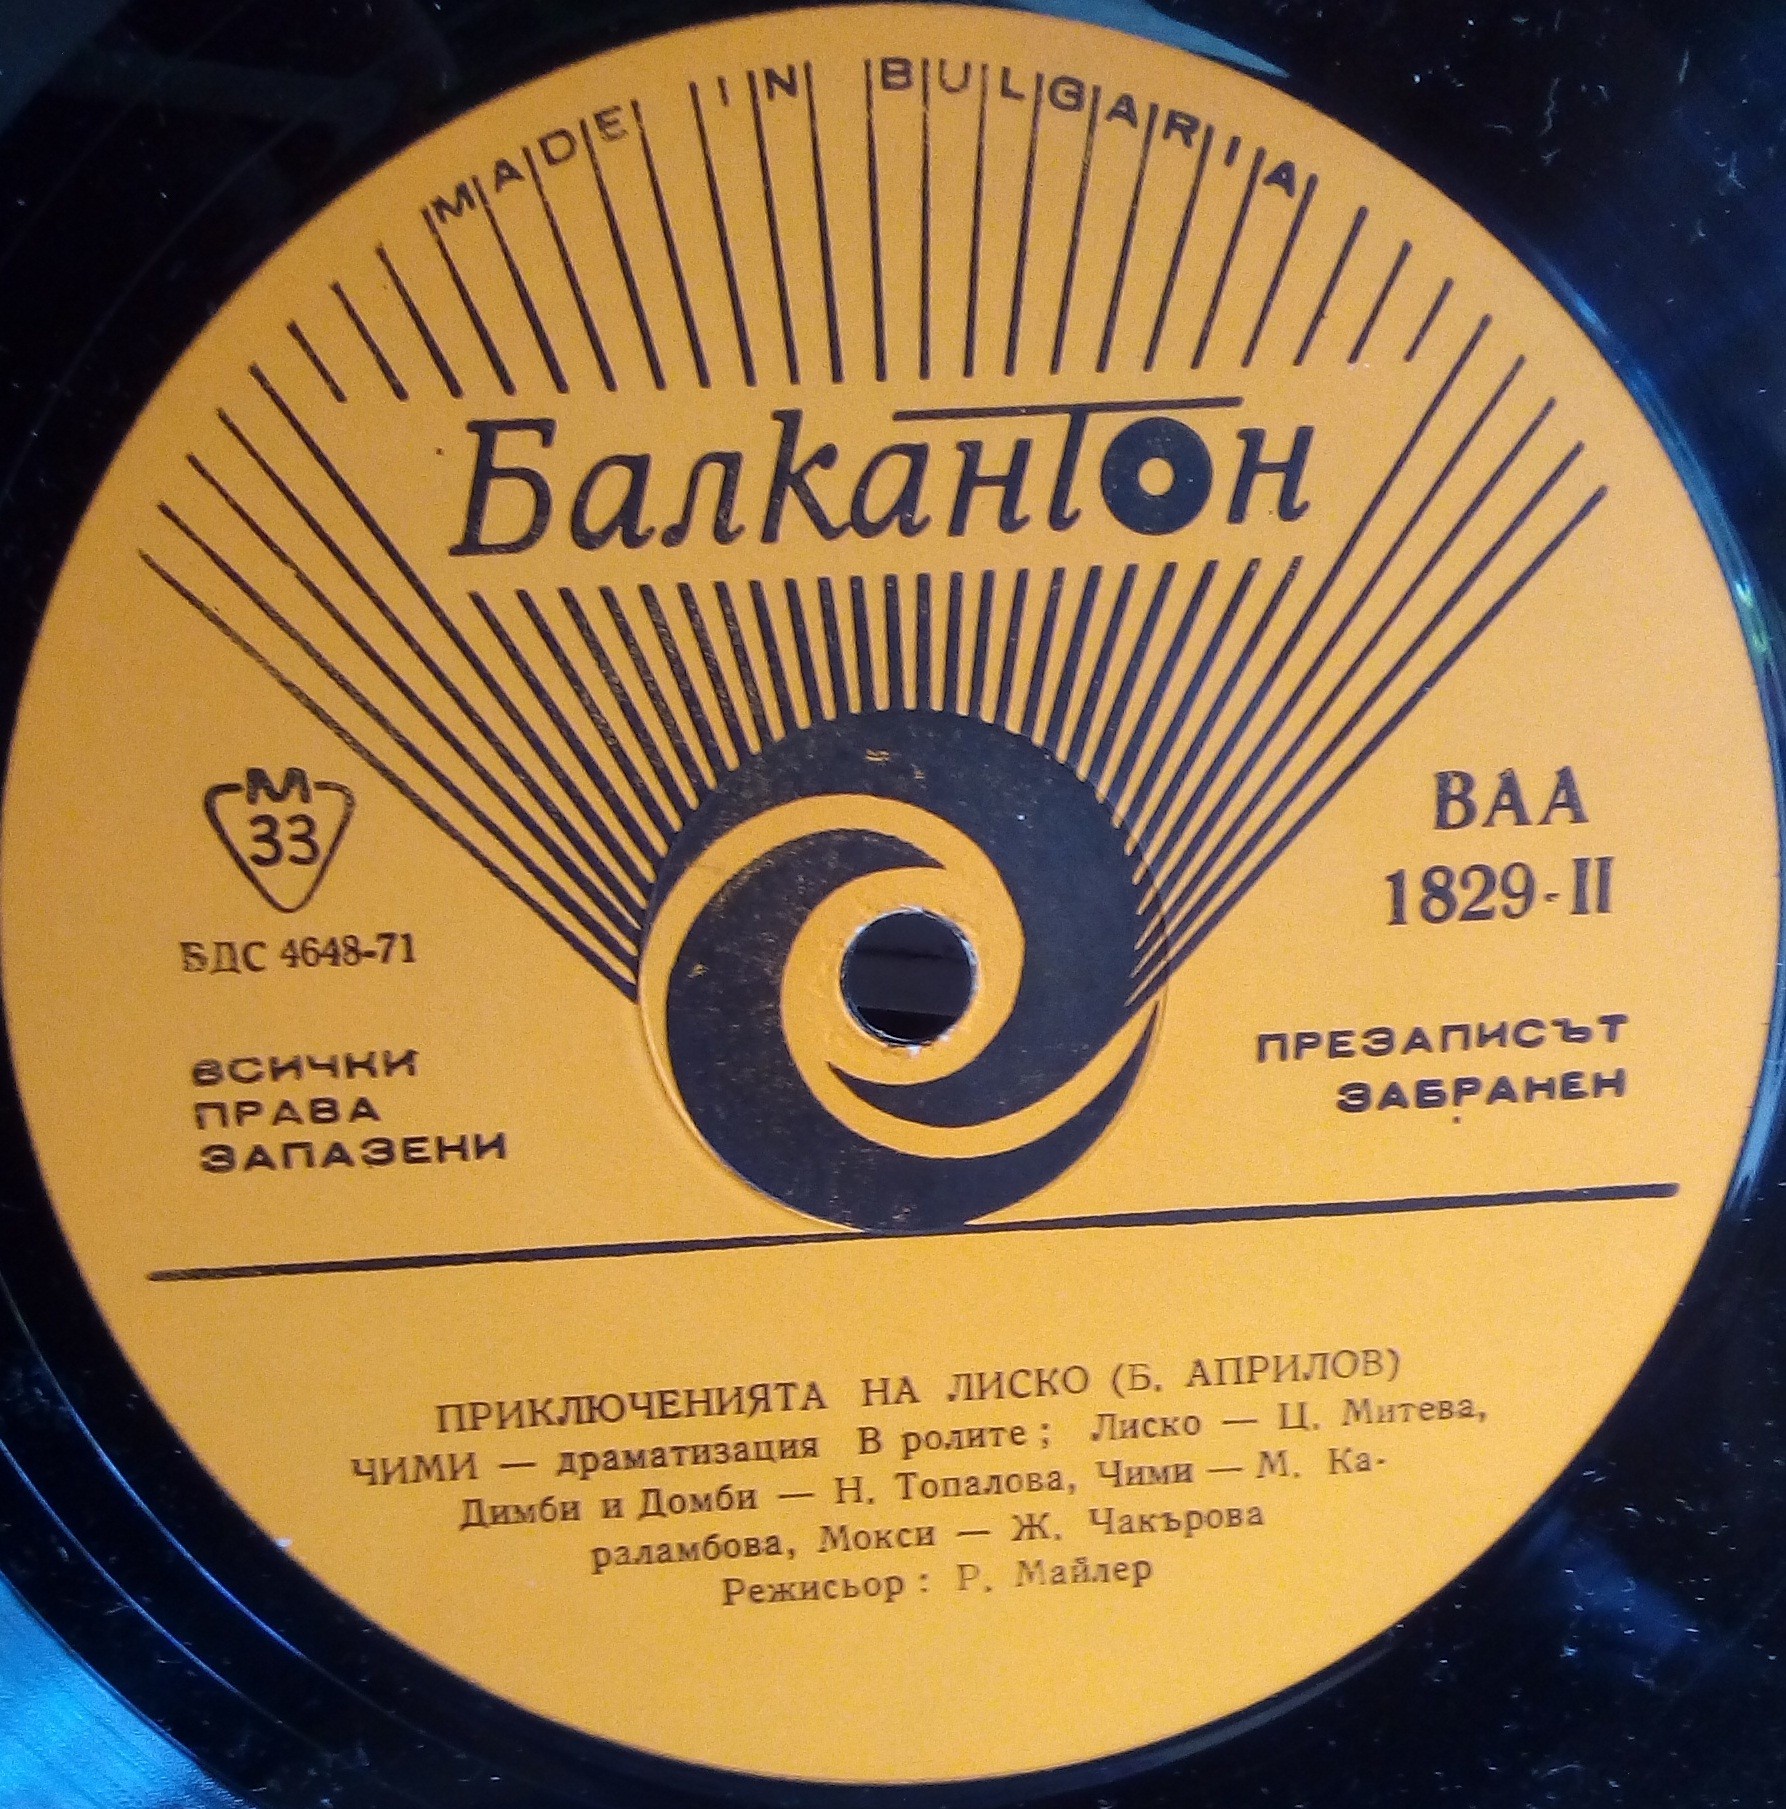 MADE IN BULGARIA
Балкантон
М
33
БДС 4648-71
ВСИЧКИ
ПРАВА
ЗАПАЗЕНИ
ВАА
1829-II
ПРЕЗАПИСЪТ
ЗАБРАНЕН
ПРИКЛЮЧЕНИЯТА НА ЛИСКО (Б. АПРИЛОВ)
ЧИМИ — драматизация В ролите; Лиско — Ц. Митева,
Димби и Домби — Н. Топалова, Чими — М. Ка-
раламбова, Мокси — Ж. Чакърова
Режисьор: Р. Майлер